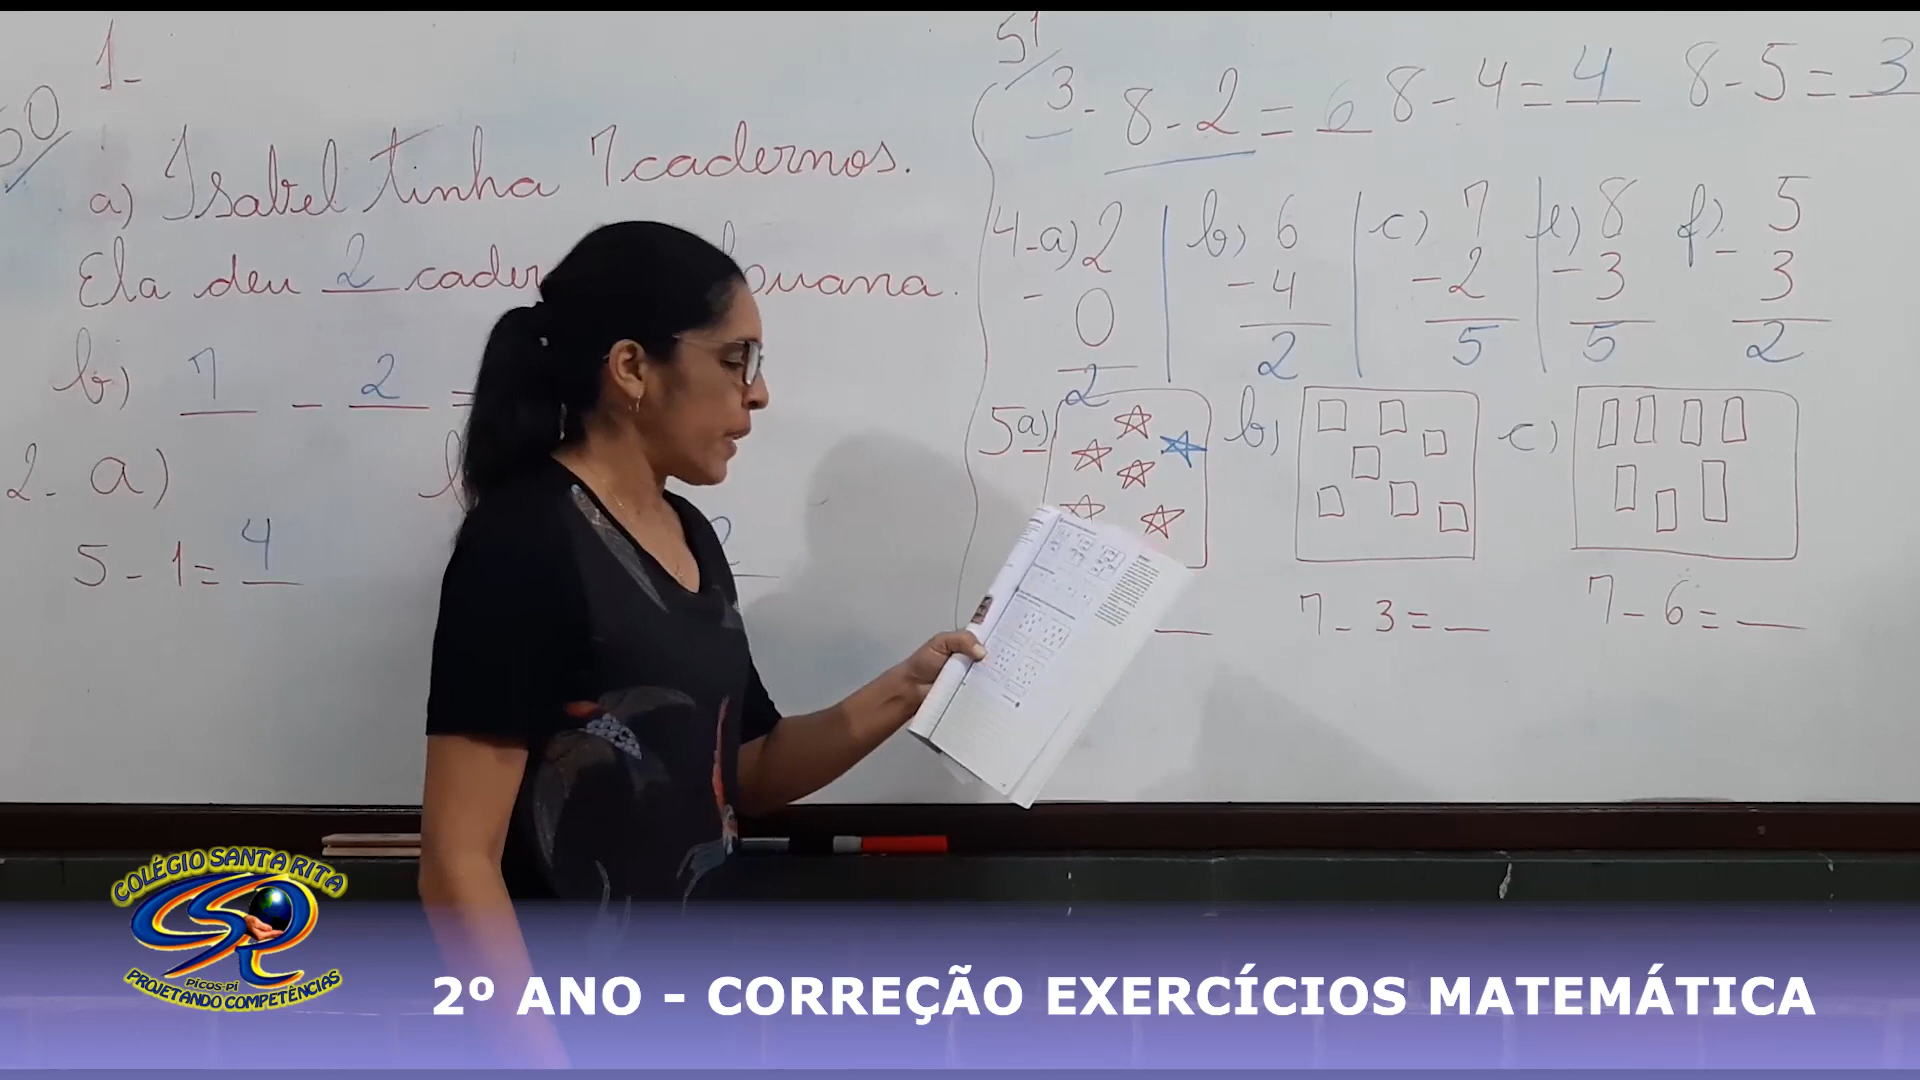 50
1-
a) Isabel tinha 7 cadernos.
Ela deu 2
b) 7 - 2 =
2- a)
5 - 1 = 4
51
3- 8 - 2 = 6 8 - 4 = 4 8 - 5 = 3
4- a) 2 b) 6 c) 7 e) 8 f) 5
- 0 - 4 - 2 - 3 - 3
2 2 5 5 2
5 a) b) c)
7 - 3 = __ 7 - 6 = __
COLÉGIO SANTA RITA
CSR
PICOS-PI
PROJETANDO COMPETÊNCIAS
2º ANO - CORREÇÃO EXERCÍCIOS MATEMÁTICA